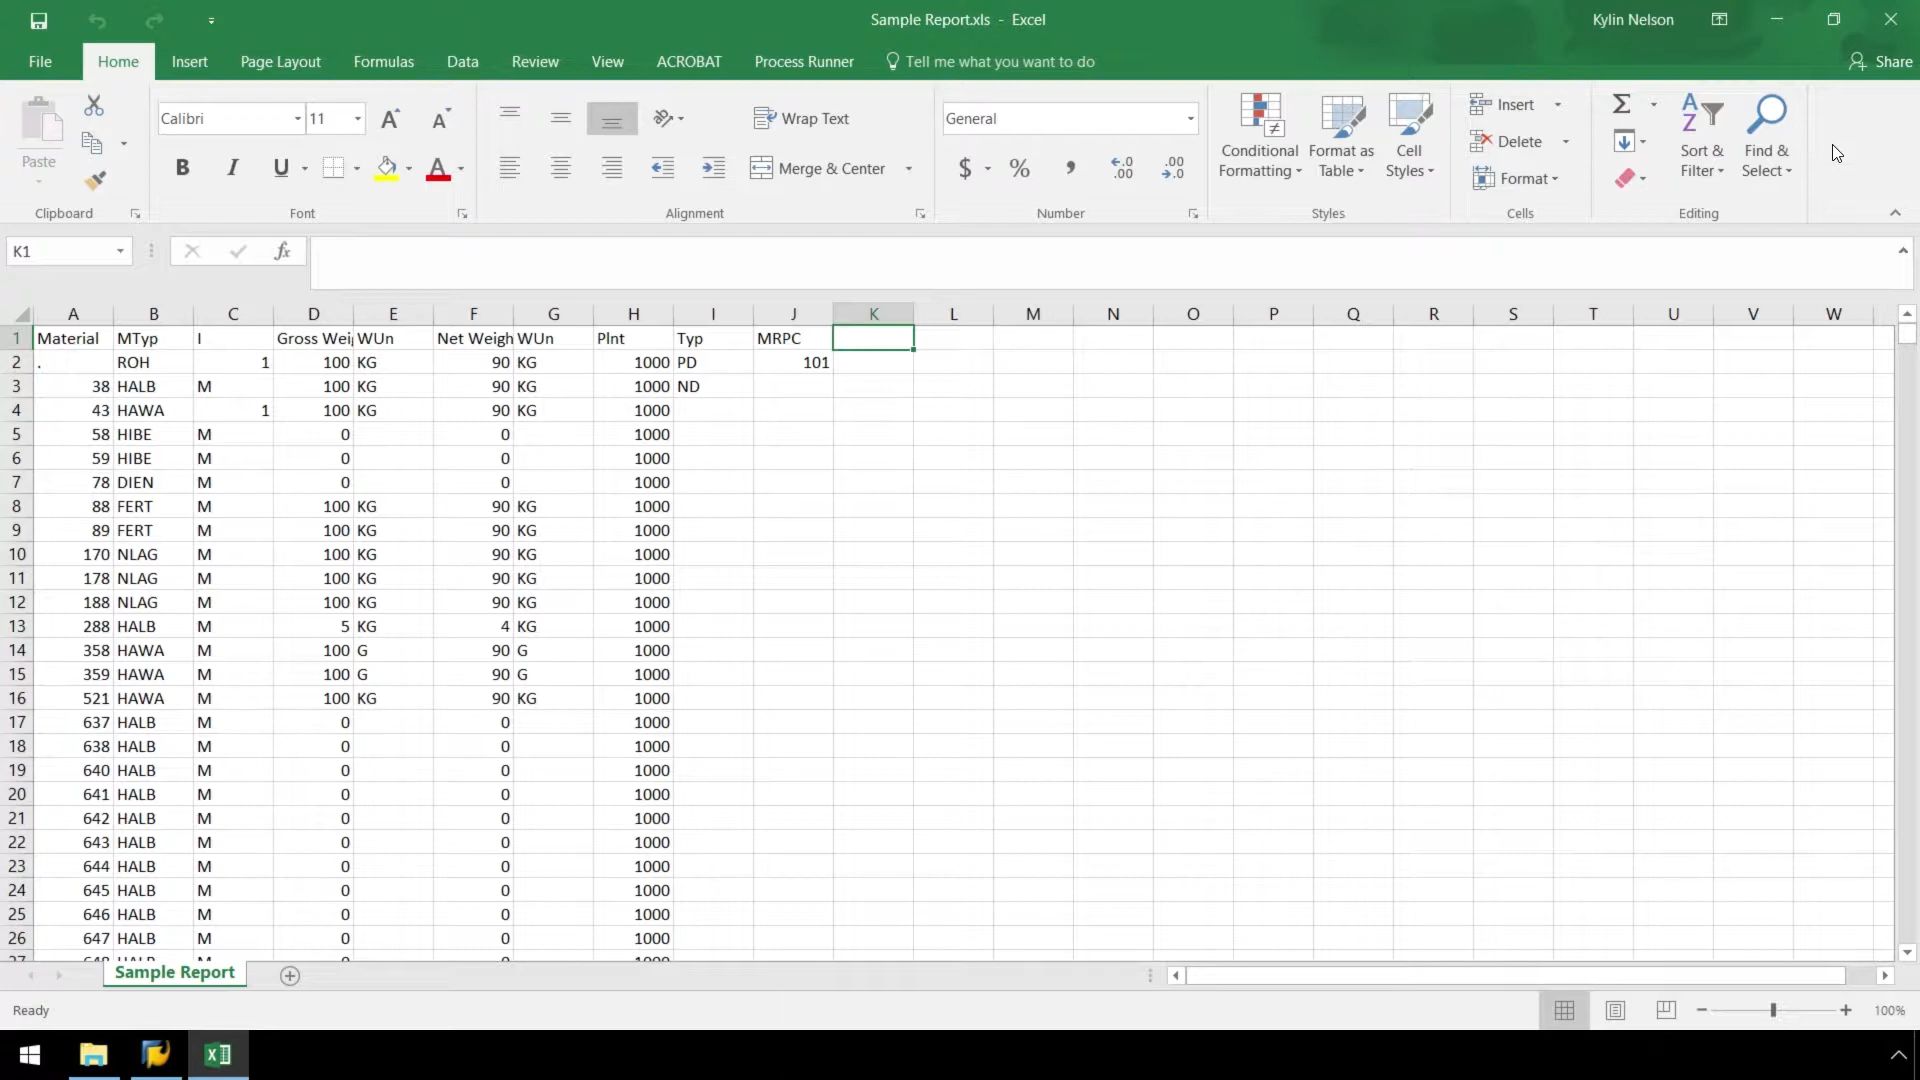 Sample Report.xls - Excel
Kylin Nelson
File Home Insert Page Layout Formulas Data Review View ACROBAT Process Runner Tell me what you want to do Share
Paste
Calibri 11
Wrap Text
General
Insert
B I U
Merge & Center
$ % ,
Conditional Formatting
Format as Table
Cell Styles
Delete
Format
Sort & Filter
Find & Select
Clipboard Font Alignment Number Styles Cells Editing
K1 fx
A B C D E F G H I J K L M N O P Q R S T U V W
1 Material MTyp I Gross Wei WUn Net Weigh WUn Plnt Typ MRPC
2 . ROH 1 100 KG 90 KG 1000 PD 101
3 38 HALB M 100 KG 90 KG 1000 ND
4 43 HAWA 1 100 KG 90 KG 1000
5 58 HIBE M 0 0 1000
6 59 HIBE M 0 0 1000
7 78 DIEN M 0 0 1000
8 88 FERT M 100 KG 90 KG 1000
9 89 FERT M 100 KG 90 KG 1000
10 170 NLAG M 100 KG 90 KG 1000
11 178 NLAG M 100 KG 90 KG 1000
12 188 NLAG M 100 KG 90 KG 1000
13 288 HALB M 5 KG 4 KG 1000
14 358 HAWA M 100 G 90 G 1000
15 359 HAWA M 100 G 90 G 1000
16 521 HAWA M 100 KG 90 KG 1000
17 637 HALB M 0 0 1000
18 638 HALB M 0 0 1000
19 640 HALB M 0 0 1000
20 641 HALB M 0 0 1000
21 642 HALB M 0 0 1000
22 643 HALB M 0 0 1000
23 644 HALB M 0 0 1000
24 645 HALB M 0 0 1000
25 646 HALB M 0 0 1000
26 647 HALB M 0 0 1000
Sample Report
Ready
100%